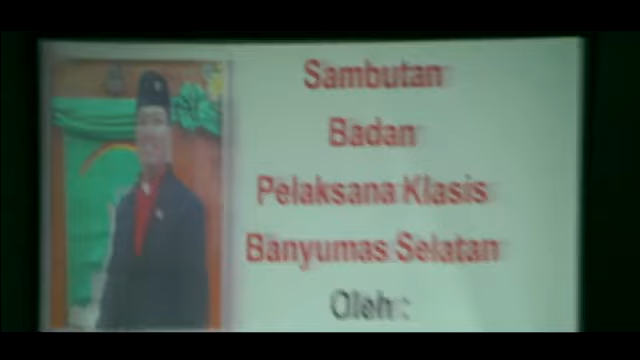 Sambutan
Badan
Pelaksana Klasis
Banyumas Selatan
Oleh :